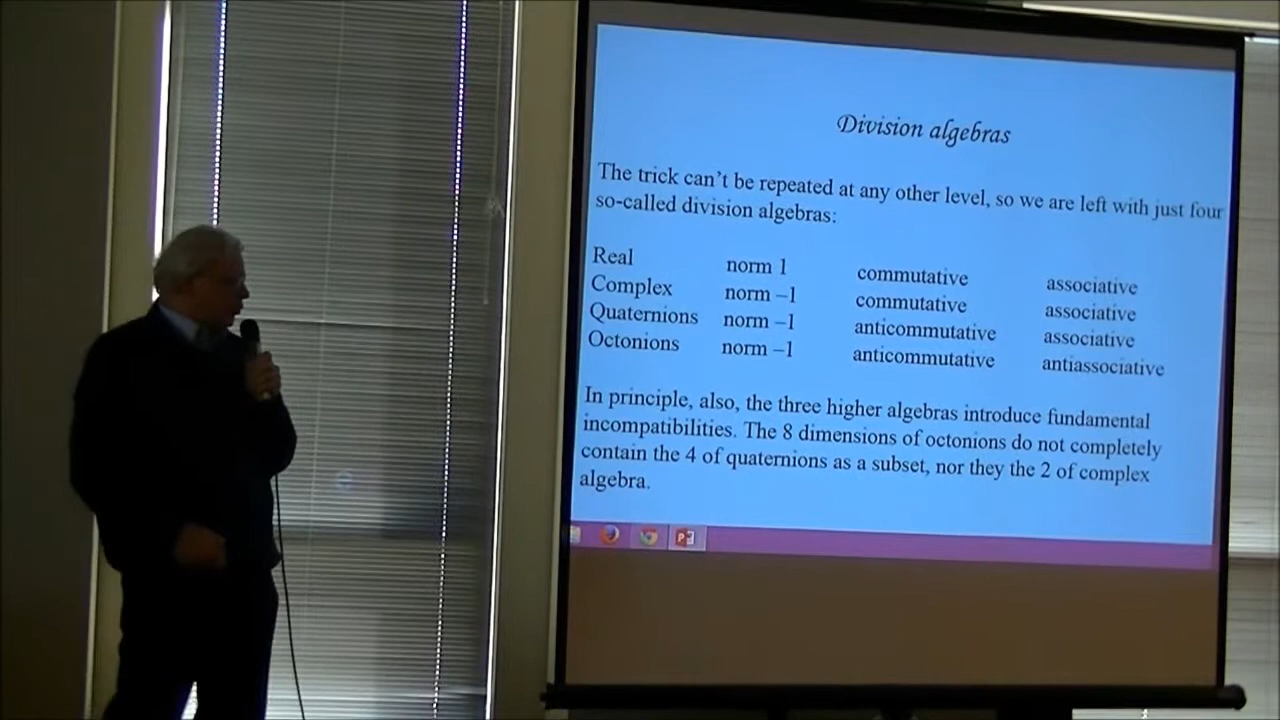 Division algebras
The trick can’t be repeated at any other level, so we are left with just four
so-called division algebras:
Real norm 1 commutative associative
Complex norm –1 commutative associative
Quaternions norm –1 anticommutative associative
Octonions norm –1 anticommutative antiassociative
In principle, also, the three higher algebras introduce fundamental
incompatibilities. The 8 dimensions of octonions do not completely
contain the 4 of quaternions as a subset, nor they the 2 of complex
algebra.